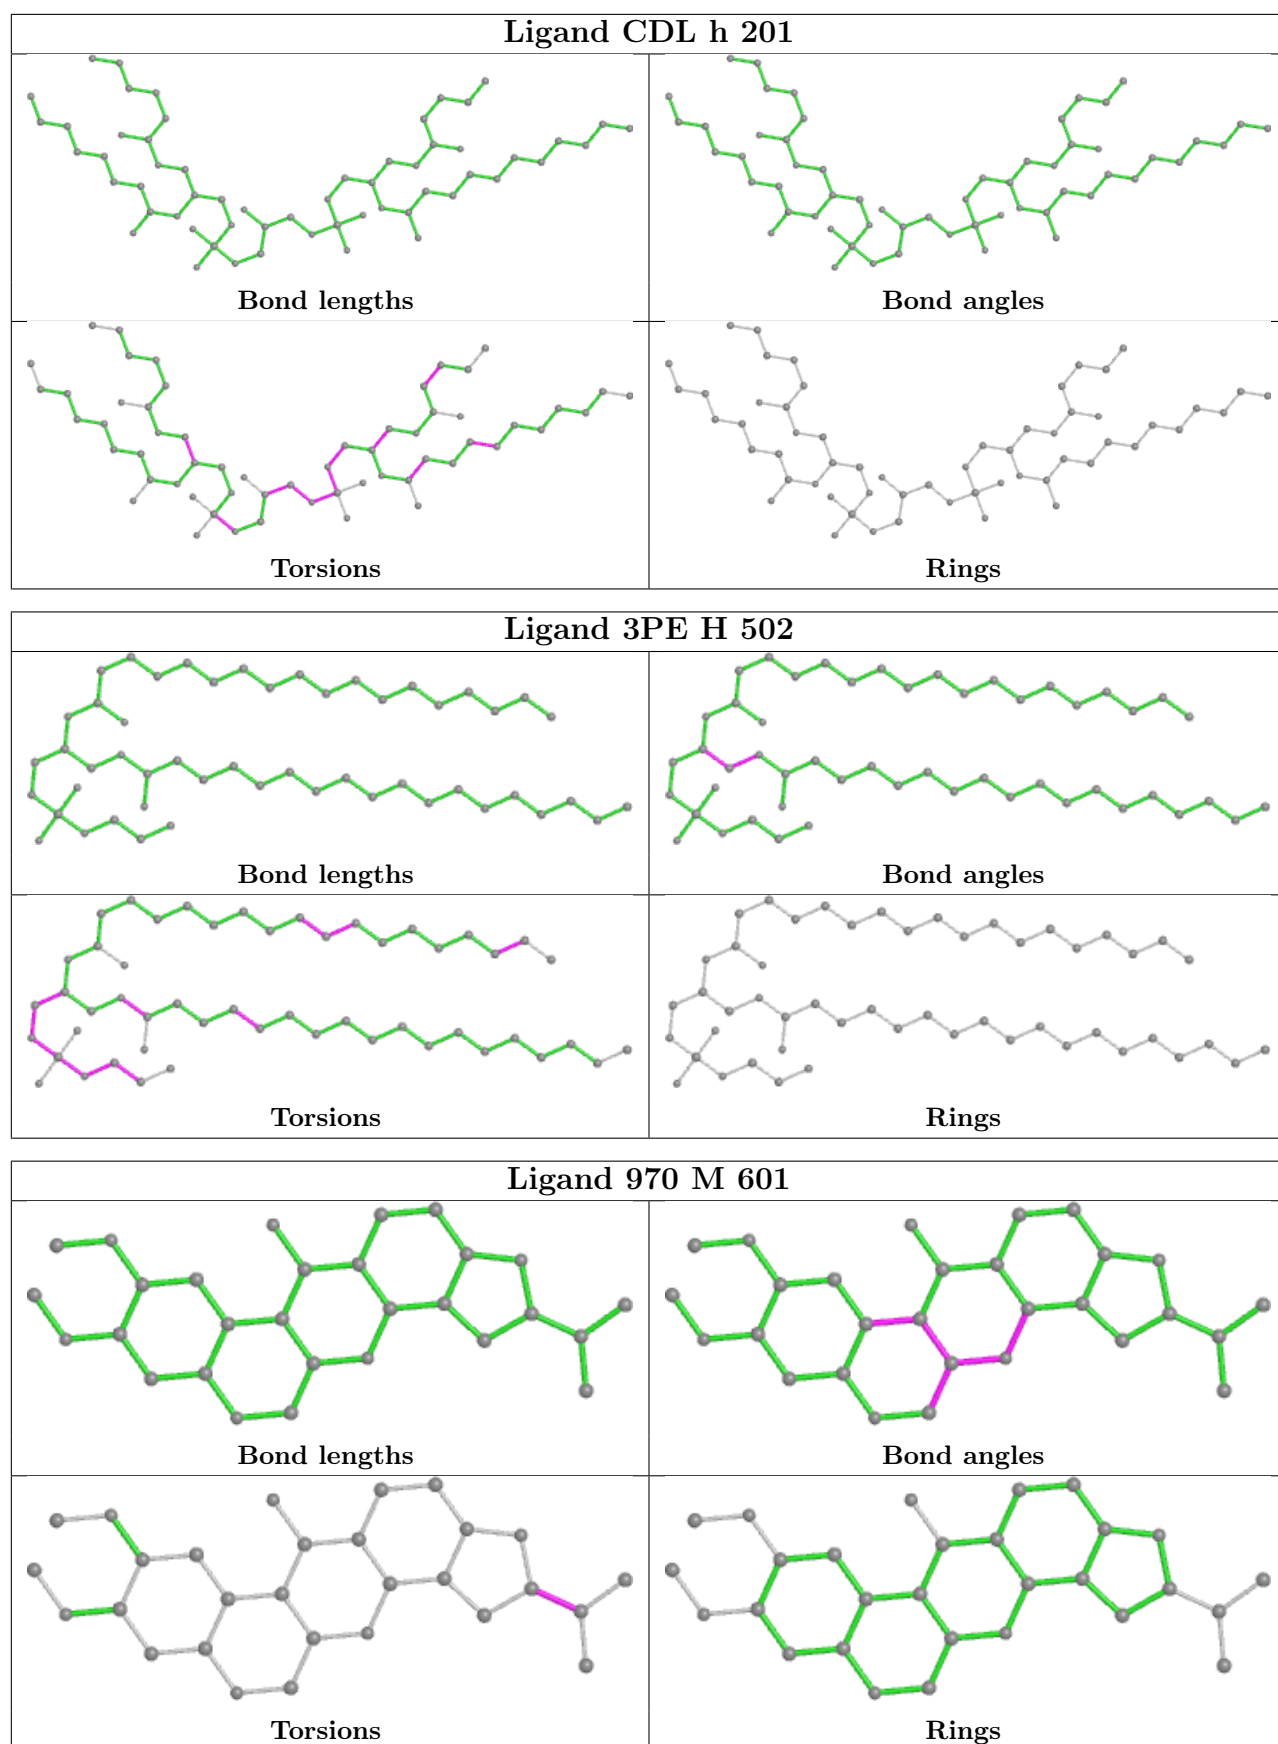 Ligand CDL h 201
Bond lengths
Bond angles
Torsions
Rings
Ligand 3PE H 502
Bond lengths
Bond angles
Torsions
Rings
Ligand 970 M 601
Bond lengths
Bond angles
Torsions
Rings